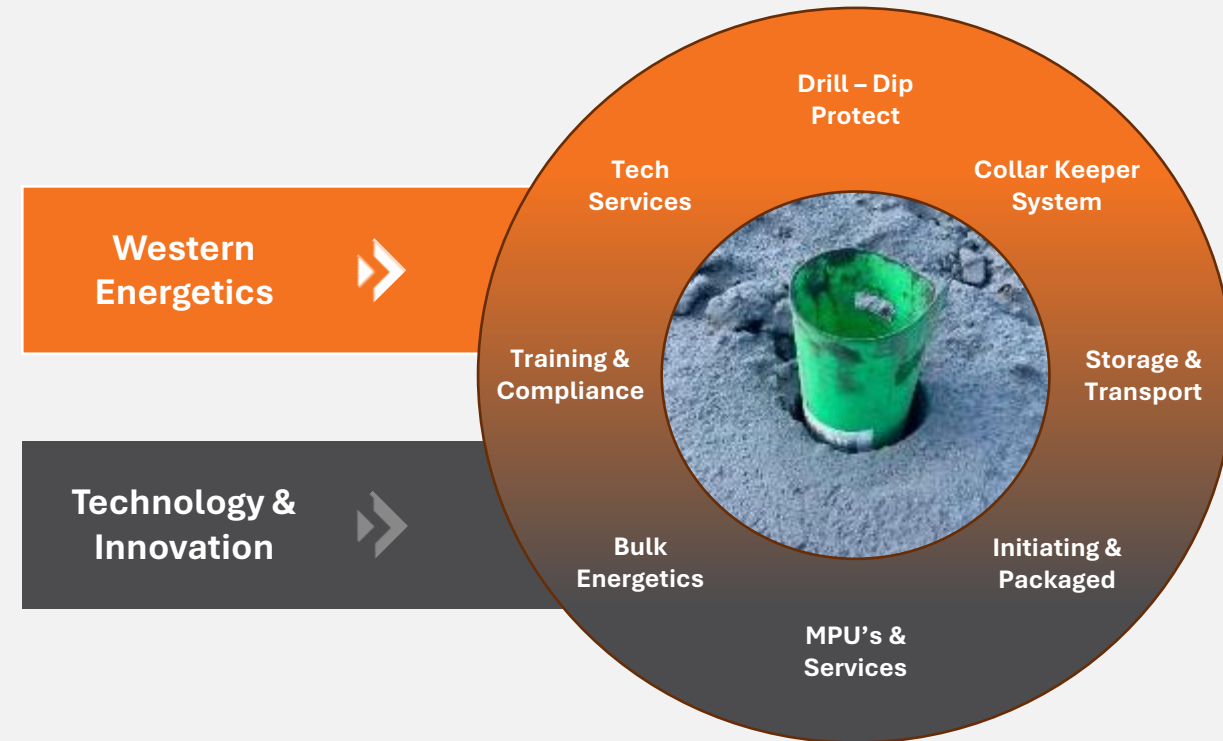 Drill – Dip
Protect
Tech
Services
Collar Keeper
System
Western
Energetics
Training &
Compliance
Storage &
Transport
Technology &
Innovation
Bulk
Energetics
Initiating &
Packaged
MPU's &
Services